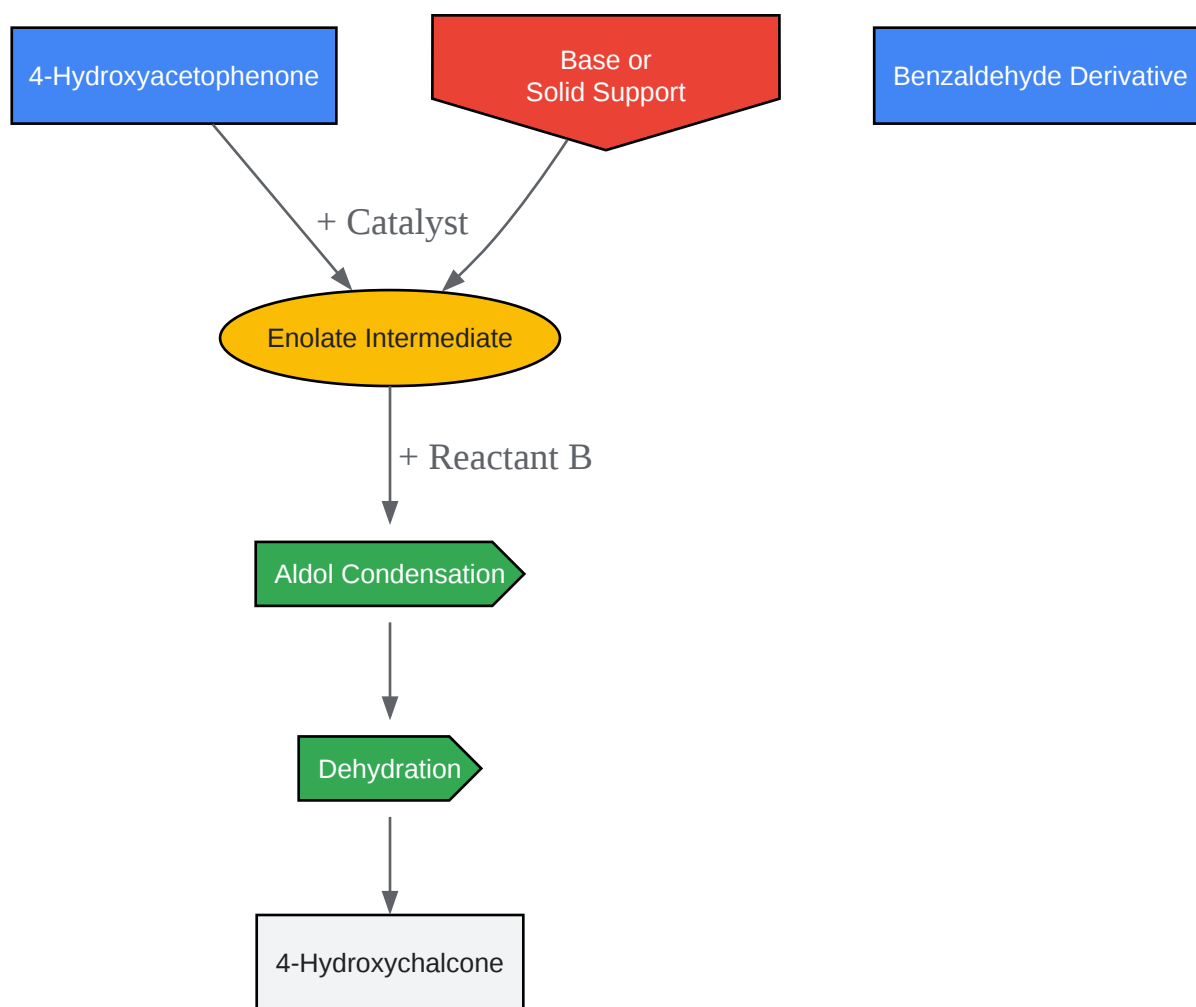 4-Hydroxyacetophenone
Base or
Solid Support
Benzaldehyde Derivative
+ Catalyst
Enolate Intermediate
+ Reactant B
Aldol Condensation
Dehydration
4-Hydroxychalcone